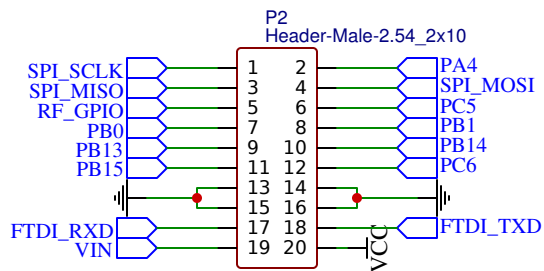 P2
Header-Male-2.54_2x10
SPI_SCLK 1 2 PA4
SPI_MISO 3 4 SPI_MOSI
RF_GPIO 5 6 PC5
PB0 7 8 PB1
PB13 9 10 PB14
PB15 11 12 PC6
13 14
15 16
FTDI_RXD 17 18 FTDI_TXD
VIN 19 20 VCC